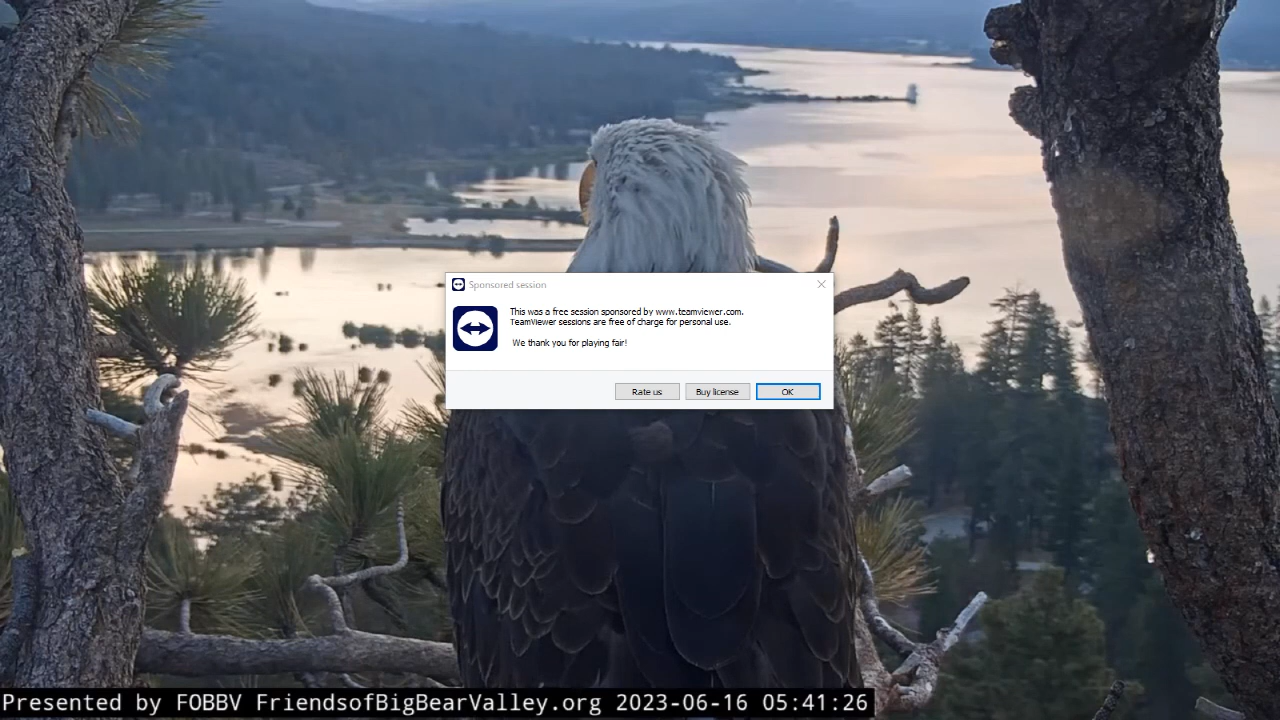 Sponsored session
This was a free session sponsored by www.teamviewer.com.
TeamViewer sessions are free of charge for personal use.
We thank you for playing fair!
Rate us Buy license OK
Presented by FOBBV FriendsofBigBearValley.org 2023-06-16 05:41:26